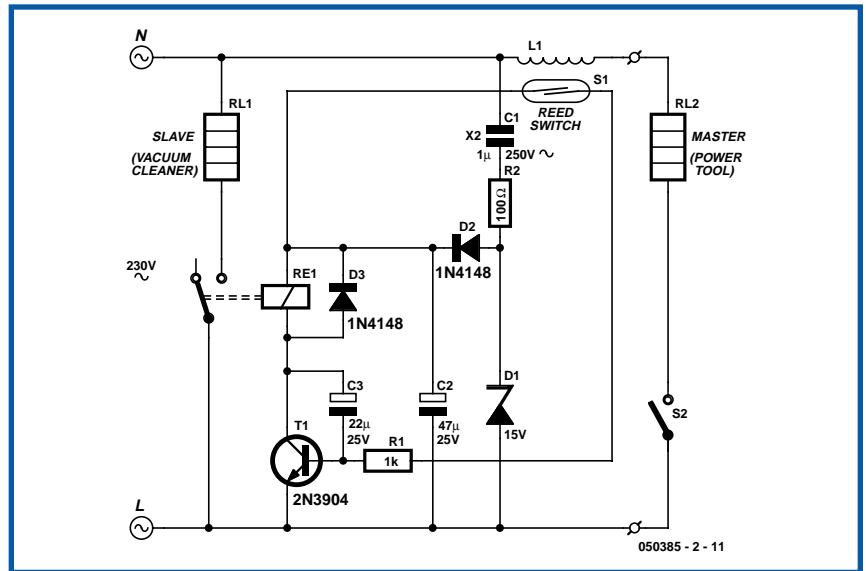 N
L1
S1
REED
SWITCH
RL1
SLAVE
(VACUUM
CLEANER)
C1
X2
1µ 250V ~
R2
100Ω
RL2
MASTER
(POWER
TOOL)
D2
1N4148
230V
~
RE1
D3
1N4148
C3
22µ
25V
C2
47µ
25V
D1
15V
S2
T1
R1
1k
2N3904
L
050385 - 2 - 11